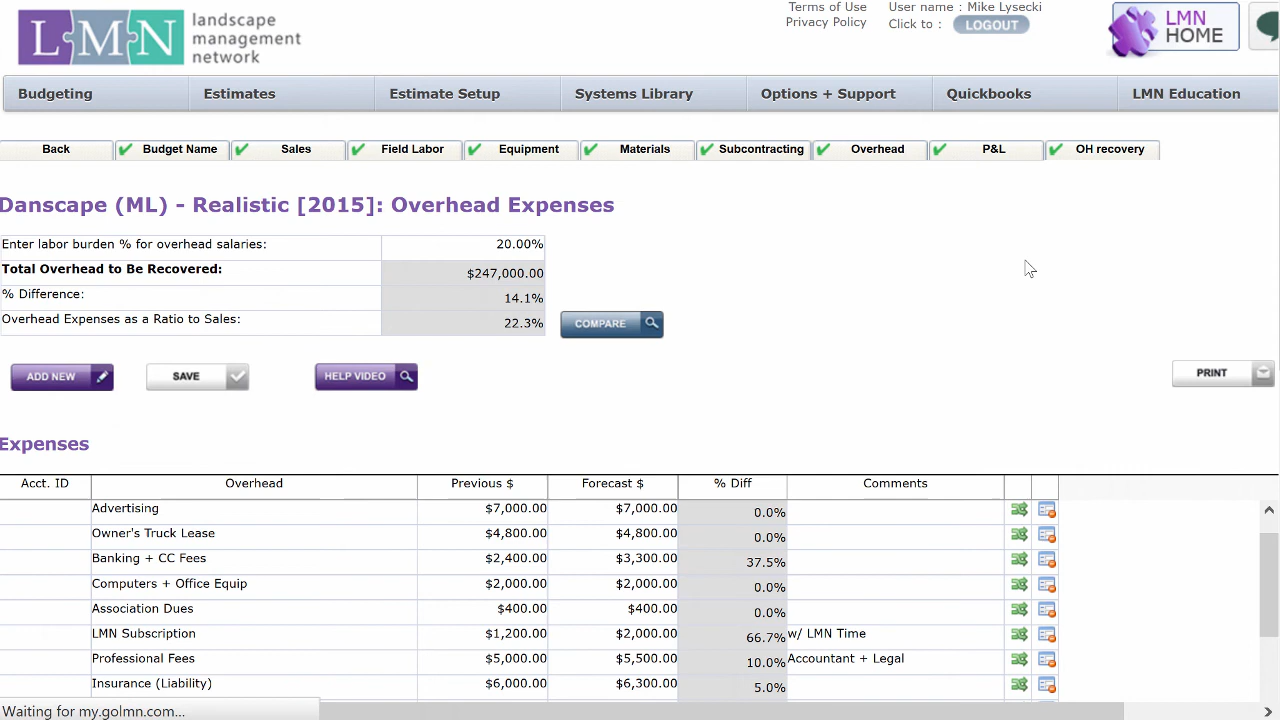 LMN
landscape
management
network
Terms of Use
Privacy Policy
User name : Mike Lysecki
Click to : LOGOUT
LMN
HOME
Budgeting Estimates Estimate Setup Systems Library Options + Support Quickbooks LMN Education
Back Budget Name Sales Field Labor Equipment Materials Subcontracting Overhead P&L OH recovery
Danscape (ML) - Realistic [2015]: Overhead Expenses
Enter labor burden % for overhead salaries: 20.00%
Total Overhead to Be Recovered: $247,000.00
% Difference: 14.1%
Overhead Expenses as a Ratio to Sales: 22.3%
COMPARE
ADD NEW SAVE HELP VIDEO PRINT
Expenses
Acct. ID Overhead Previous $ Forecast $ % Diff Comments
Advertising $7,000.00 $7,000.00 0.0%
Owner's Truck Lease $4,800.00 $4,800.00 0.0%
Banking + CC Fees $2,400.00 $3,300.00 37.5%
Computers + Office Equip $2,000.00 $2,000.00 0.0%
Association Dues $400.00 $400.00 0.0%
LMN Subscription $1,200.00 $2,000.00 66.7% w/ LMN Time
Professional Fees $5,000.00 $5,500.00 10.0% Accountant + Legal
Insurance (Liability) $6,000.00 $6,300.00 5.0%
Waiting for my.golmn.com...